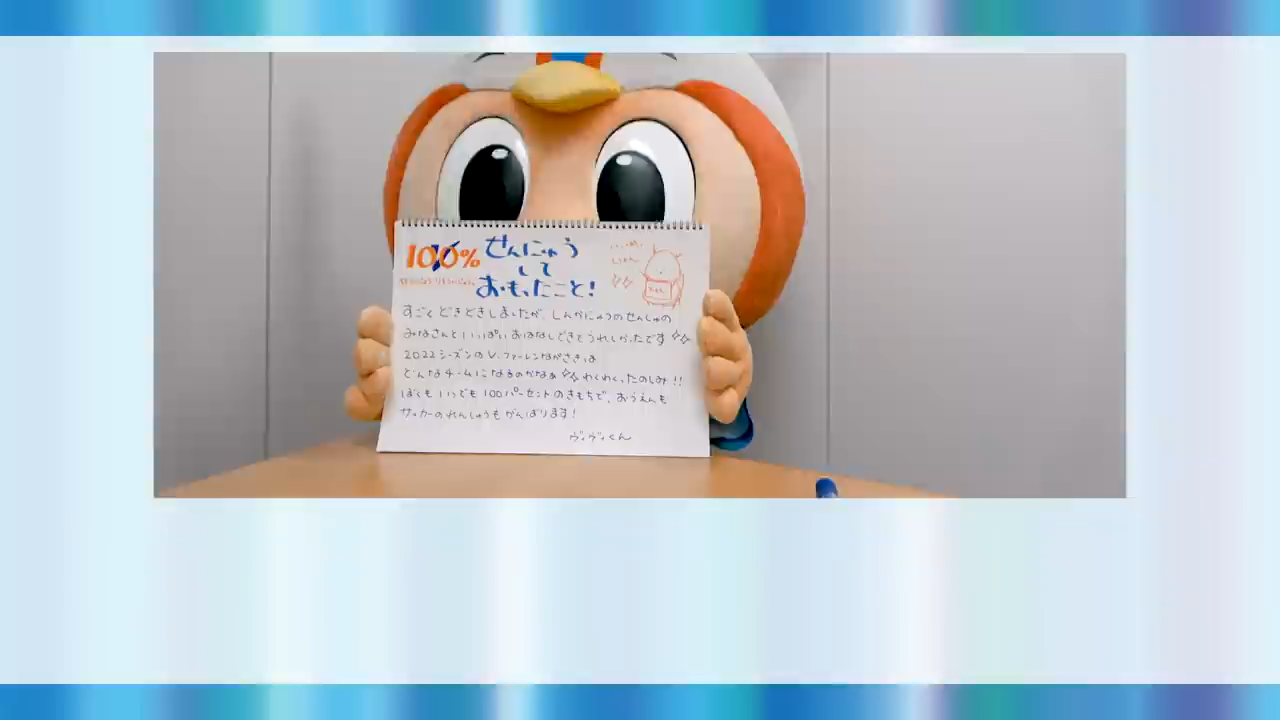 100% せんにゅう
して
おもったこと!
すごくどきどきしましたが、しんかにゅうのせんしゅの
みなさんといっぱいおはなしできてうれしかったです
2022シーズンのV・ファーレンながさきは
どんなチームになるのかなぁ わくわく、たのしみ!!
ぼくもいつでも100パーセントのきもちで、おうえんも
サッカーのれんしゅうもがんばります!
ヴィヴィくん